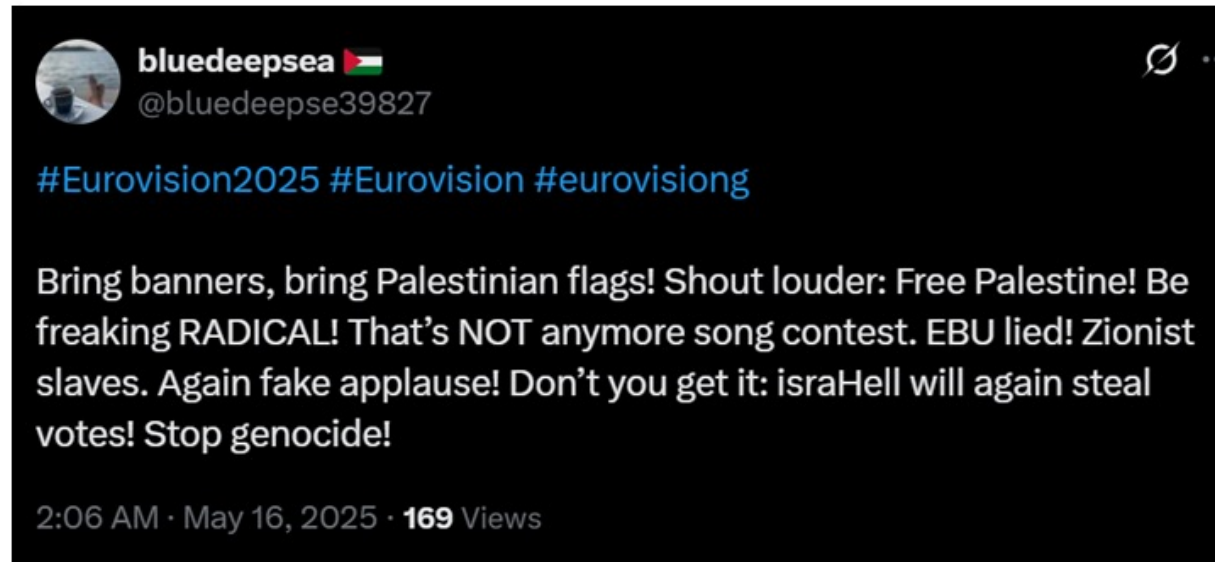 bluedeepsea 🇵🇸
@bluedeepse39827
#Eurovision2025 #Eurovision #eurovisiong
Bring banners, bring Palestinian flags! Shout louder: Free Palestine! Be
freaking RADICAL! That’s NOT anymore song contest. EBU lied! Zionist
slaves. Again fake applause! Don’t you get it: israHell will again steal
votes! Stop genocide!
2:06 AM · May 16, 2025 · 169 Views